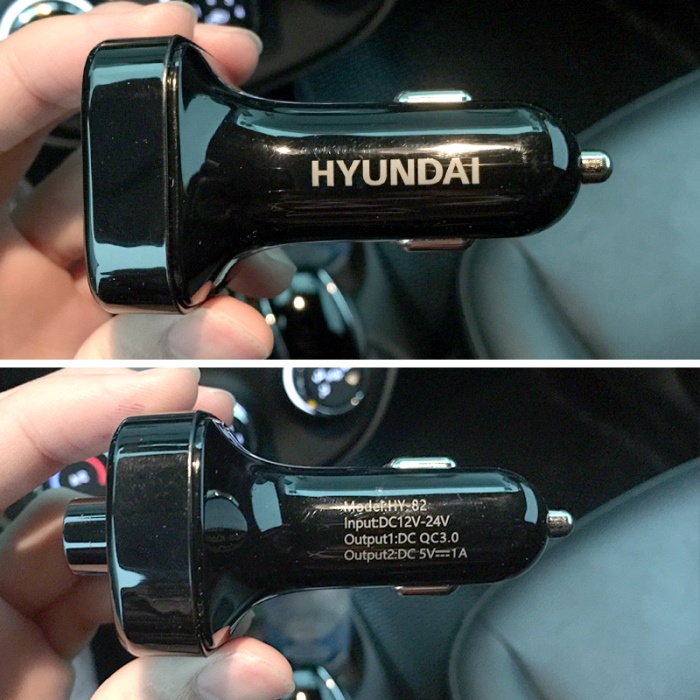 HYUNDAI
Model:HY-82
Input:DC12V-24V
Output1:DC QC3.0
Output2:DC 5V⎓1A